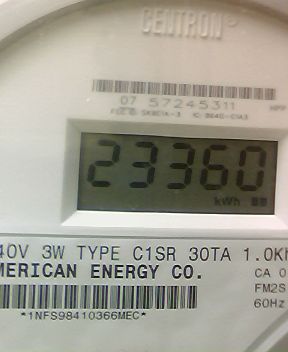 CENTRON
07 57245311
23360
kWh
40V 3W TYPE C1SR 30TA 1.0Kh
MERICAN ENERGY CO.
CA 0
FM2S
60Hz
*1NFS98410366MEC*